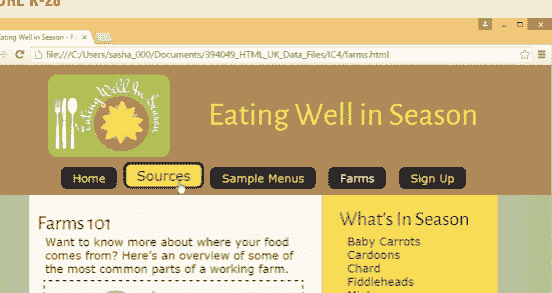 URE K-28
Eating Well in Season - Fa
file:///C:/Users/sasha_000/Documents/394049_HTML_UK_Data_Files/IC4/farms.html
Eating Well In Season
Eating Well in Season
Home Sources Sample Menus Farms Sign Up
Farms 101
Want to know more about where your food
comes from? Here's an overview of some of
the most common parts of a working farm.
What's In Season
Baby Carrots
Cardoons
Chard
Fiddleheads